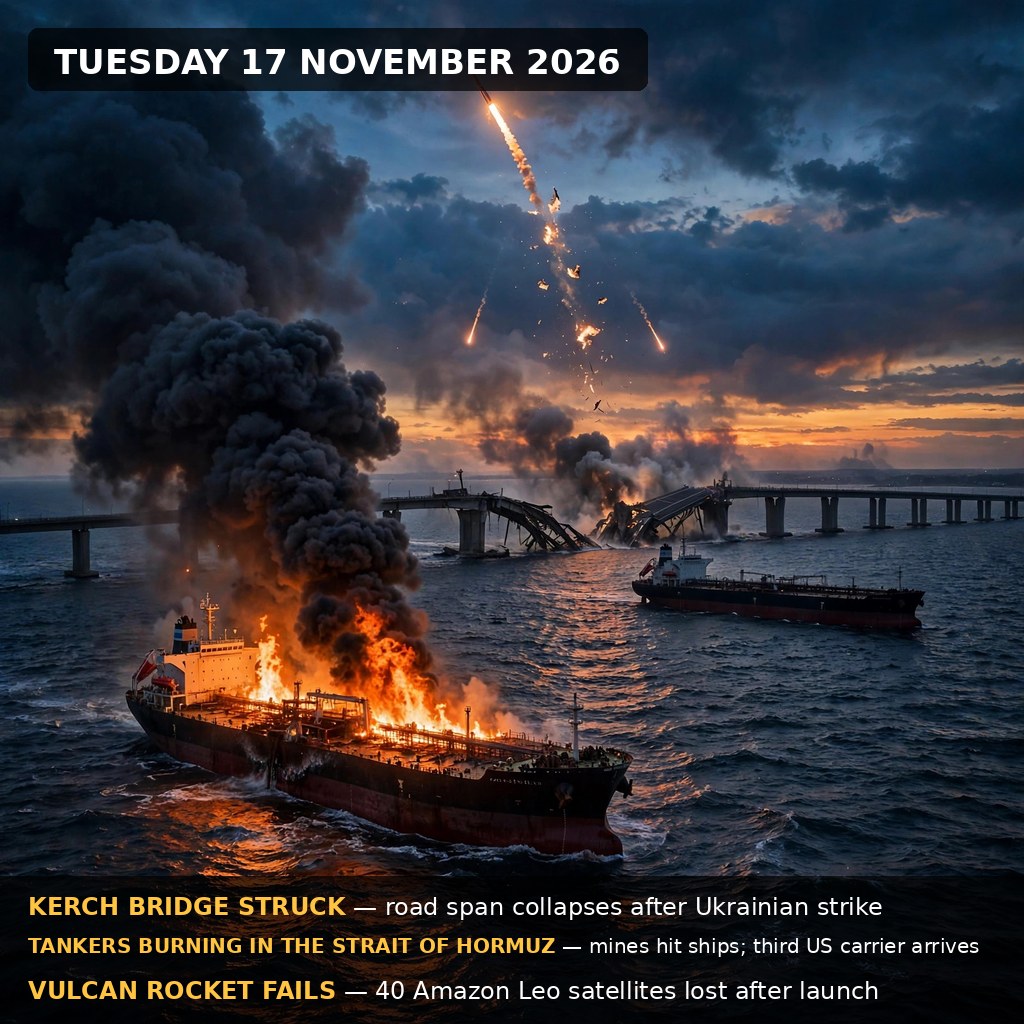 TUESDAY 17 NOVEMBER 2026
KERCH BRIDGE STRUCK — road span collapses after Ukrainian strike
TANKERS BURNING IN THE STRAIT OF HORMUZ — mines hit ships; third US carrier arrives
VULCAN ROCKET FAILS — 40 Amazon Leo satellites lost after launch